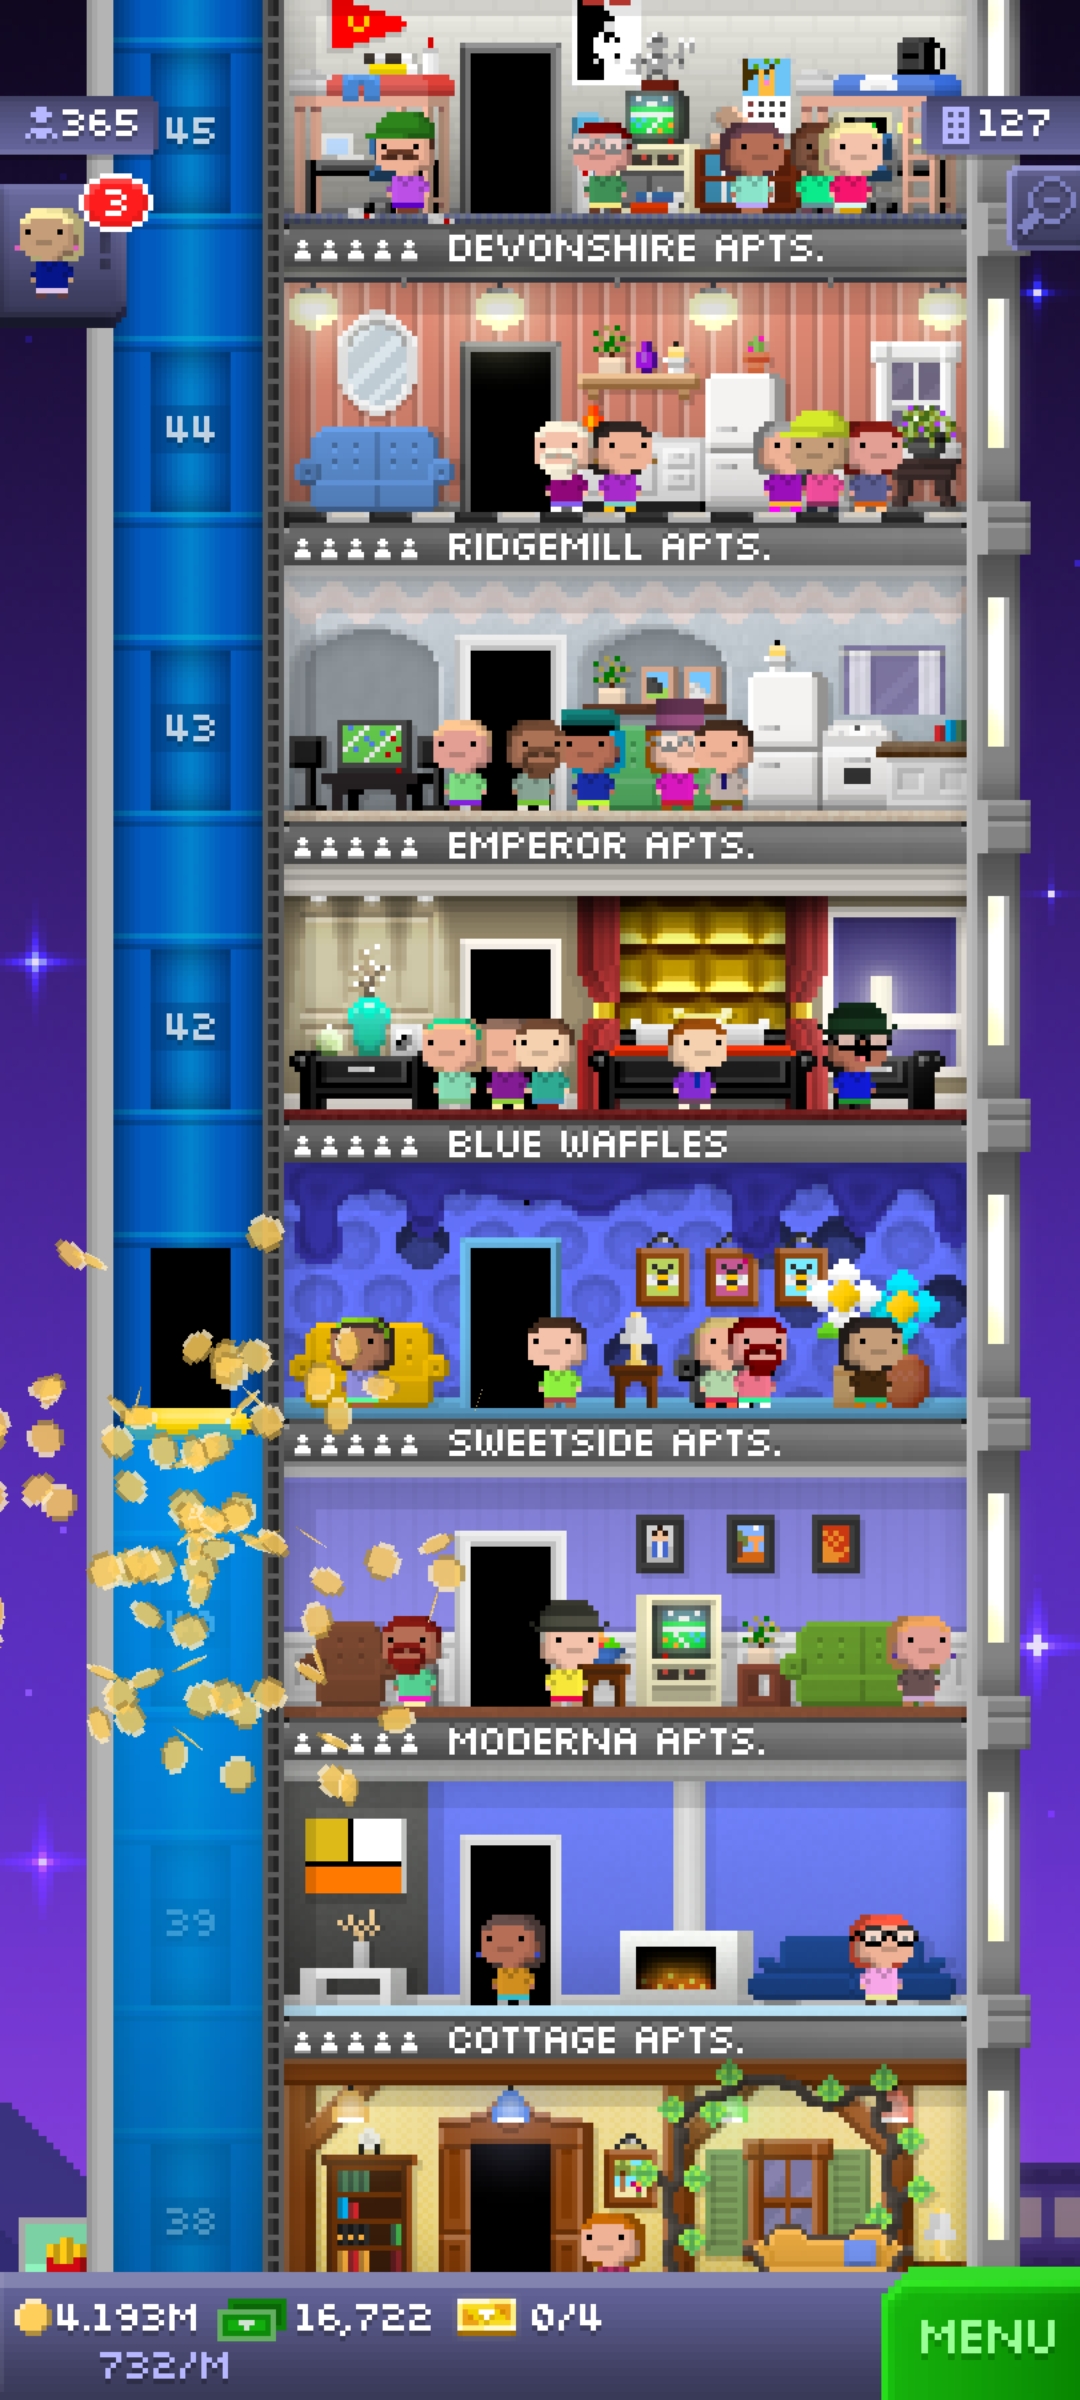 45
365
127
3
DEVONSHIRE APTS.
44
RIDGEMILL APTS.
43
EMPEROR APTS.
42
BLUE WAFFLES
SWEETSIDE APTS.
MODERNA APTS.
39
COTTAGE APTS.
38
4.193M 16,722 0/4
732/M
MENU